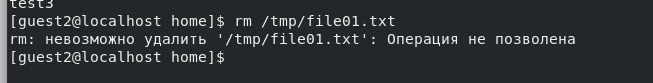 test3
[guest2@localhost home]$ rm /tmp/file01.txt
rm: невозможно удалить '/tmp/file01.txt': Операция не позволена
[guest2@localhost home]$